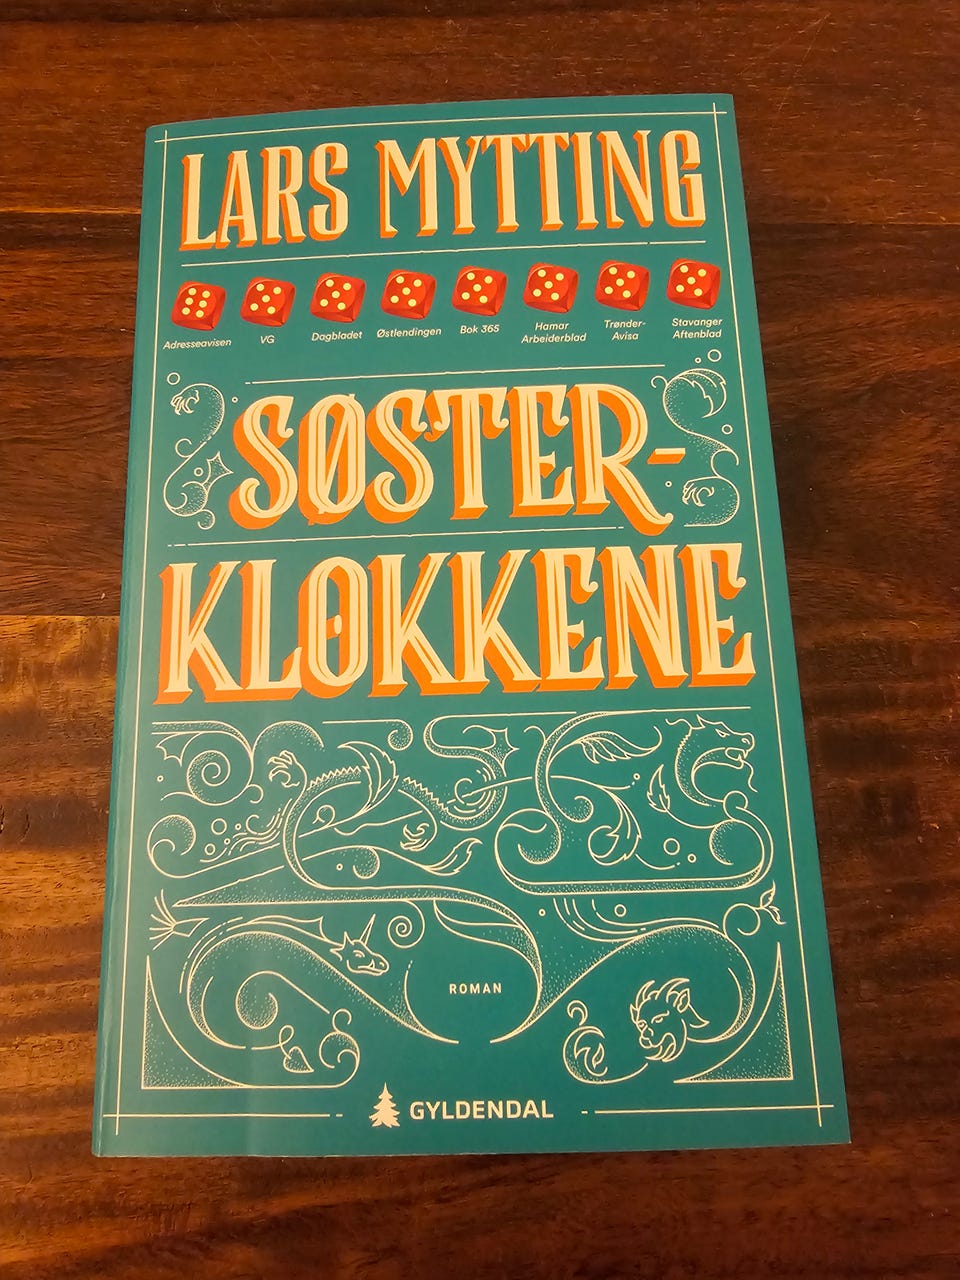 LARS MYTTING
Adresseavisen
VG
Dagbladet
Østlendingen
Bok 365
Hamar
Arbeiderblad
Trønder-
Avisa
Stavanger
Aftenblad
SØSTER-
KLOKKENE
ROMAN
GYLDENDAL